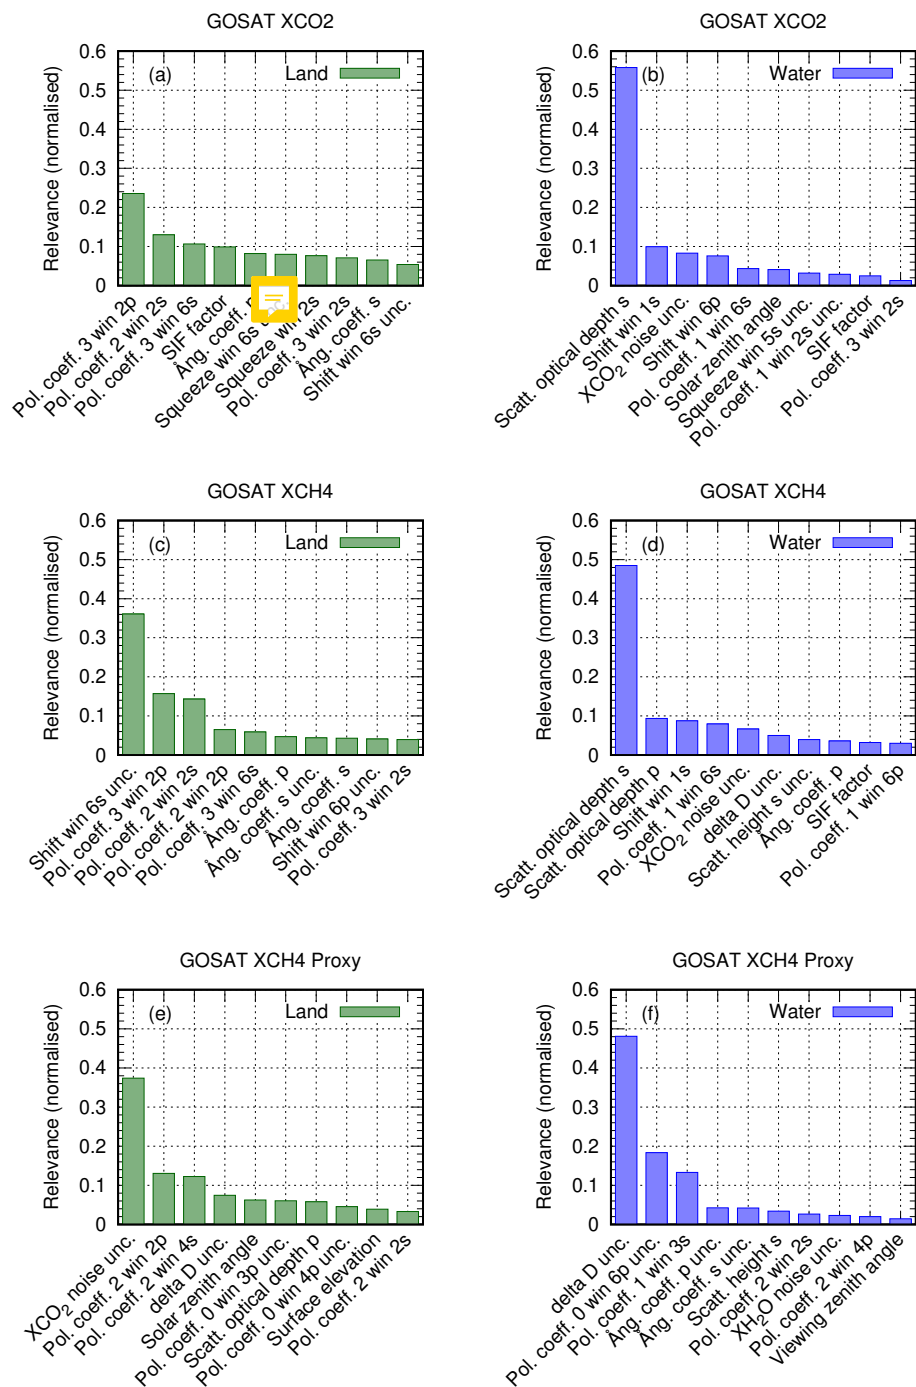 GOSAT XCO2
(a)
Land
Relevance (normalised)
0.6
0.5
0.4
0.3
0.2
0.1
0
Pol. coeff. 3 win 2p
Pol. coeff. 2 win 2s
Pol. coeff. 3 win 6s
SIF factor
Ång. coeff. p
Squeeze win 6s
Squeeze win 2s
Pol. coeff. 3 win 2s
Ång. coeff. s
Shift win 6s unc.
GOSAT XCO2
(b)
Water
Relevance (normalised)
0.6
0.5
0.4
0.3
0.2
0.1
0
Scatt. optical depth s
Shift win 1s
XCO₂ noise unc.
Shift win 6p
Pol. coeff. 1 win 6s
Solar zenith angle
Squeeze win 5s unc.
Pol. coeff. 1 win 2s unc.
SIF factor
Pol. coeff. 3 win 2s
GOSAT XCH4
(c)
Land
Relevance (normalised)
0.6
0.5
0.4
0.3
0.2
0.1
0
Shift win 6s unc.
Pol. coeff. 3 win 2p
Pol. coeff. 2 win 2s
Pol. coeff. 2 win 2p
Pol. coeff. 3 win 6s
Ång. coeff. p
Ång. coeff. s unc.
Ång. coeff. s
Shift win 6p unc.
Pol. coeff. 3 win 2s
GOSAT XCH4
(d)
Water
Relevance (normalised)
0.6
0.5
0.4
0.3
0.2
0.1
0
Scatt. optical depth s
Scatt. optical depth p
Shift win 1s
Pol. coeff. 1 win 6s
XCO₂ noise unc.
delta D unc.
Scatt. height s unc.
Ång. coeff. p
SIF factor
Pol. coeff. 1 win 6p
GOSAT XCH4 Proxy
(e)
Land
Relevance (normalised)
0.6
0.5
0.4
0.3
0.2
0.1
0
XCO₂ noise unc.
Pol. coeff. 2 win 2p
Pol. coeff. 2 win 4s
delta D unc.
Solar zenith angle
Pol. coeff. 0 win 3p unc.
Scatt. optical depth p
Pol. coeff. 0 win 4p unc.
Surface elevation
Pol. coeff. 2 win 2s
GOSAT XCH4 Proxy
(f)
Water
Relevance (normalised)
0.6
0.5
0.4
0.3
0.2
0.1
0
delta D unc.
Pol. coeff. 0 win 6p unc.
Pol. coeff. 1 win 3s
Ång. coeff. p unc.
Ång. coeff. s unc.
Scatt. height s
Pol. coeff. 2 win 2s
XH₂O noise unc.
Pol. coeff. 2 win 4p
Viewing zenith angle